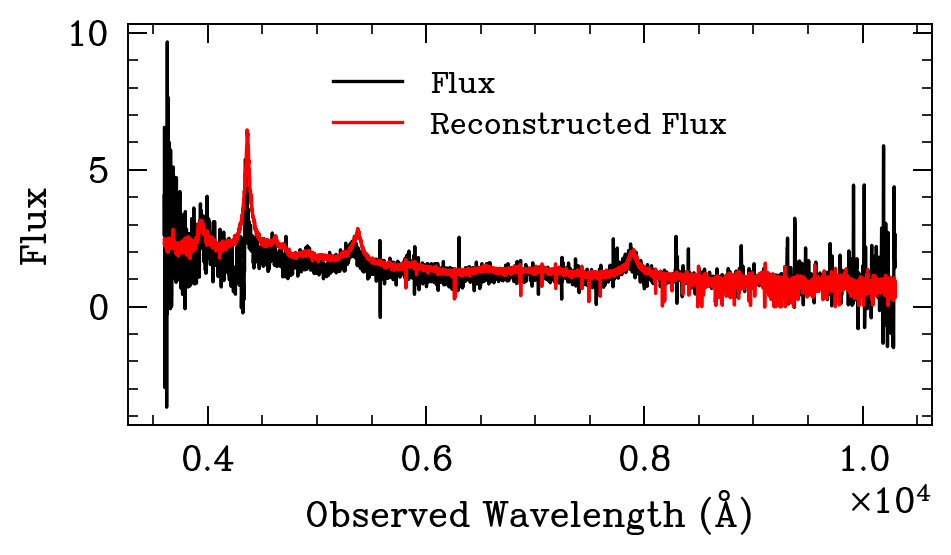 10
5
0
Flux
Flux
Reconstructed Flux
0.4 0.6 0.8 1.0
×10⁴
Observed Wavelength (Å)